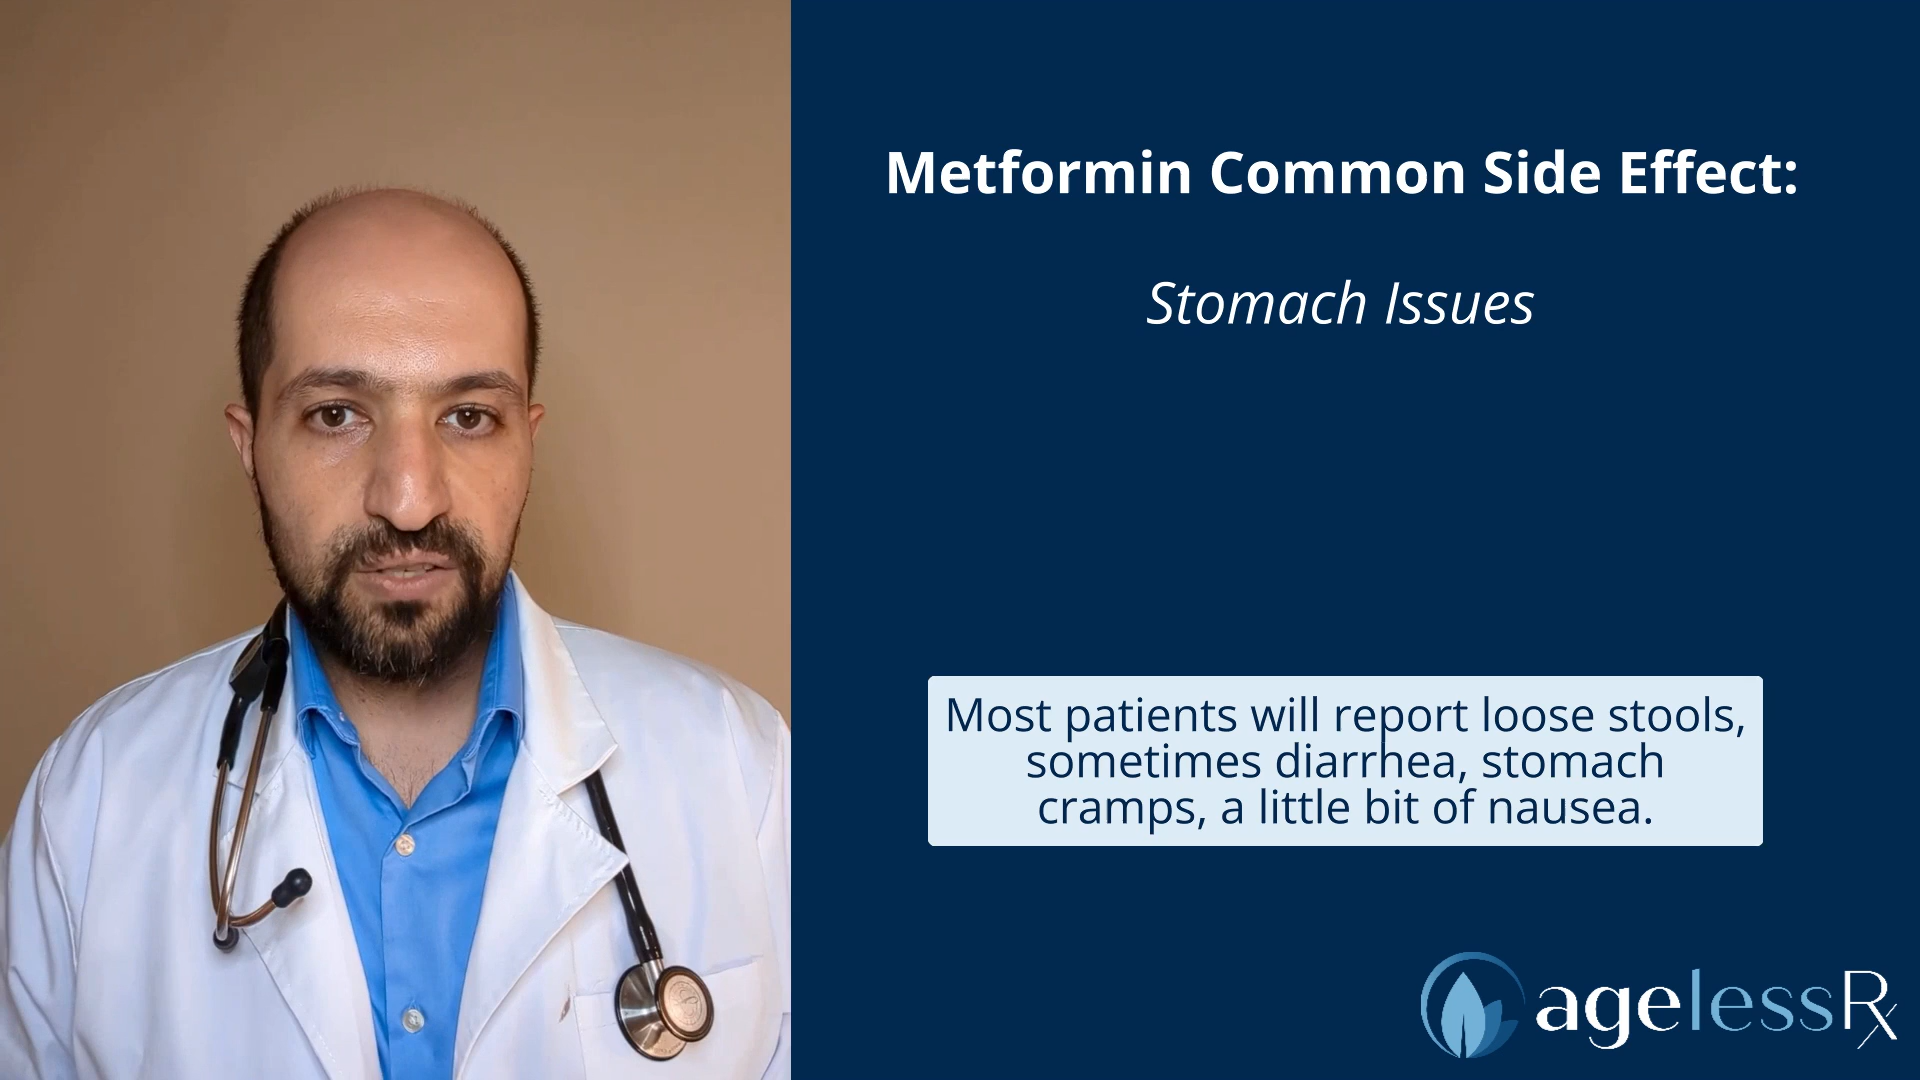 Metformin Common Side Effect:
Stomach Issues
Most patients will report loose stools,
sometimes diarrhea, stomach
cramps, a little bit of nausea.
agelessRx